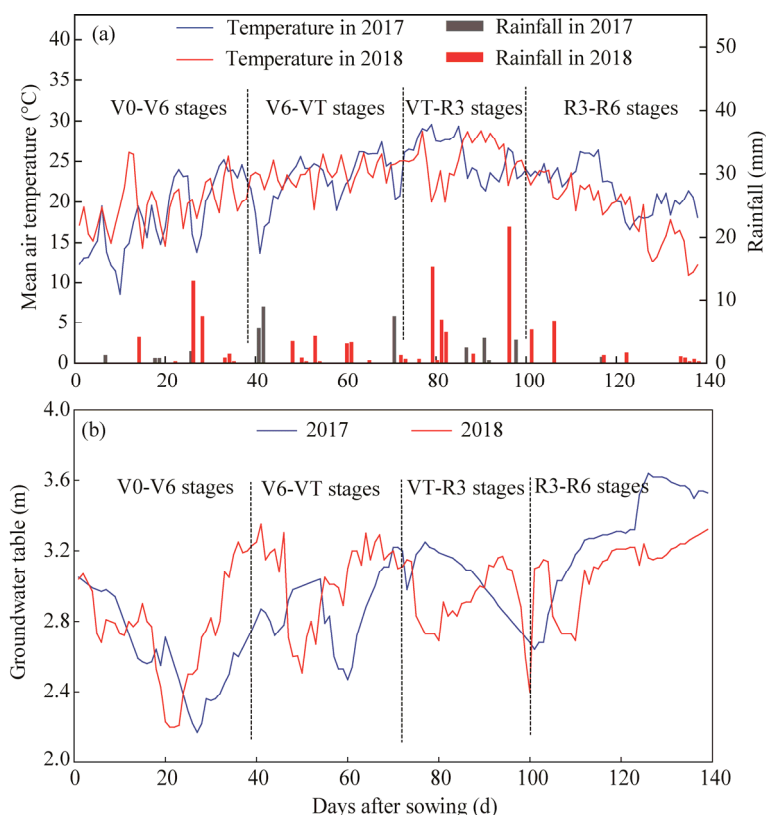 (a)
Temperature in 2017
Rainfall in 2017
Temperature in 2018
Rainfall in 2018
V0-V6 stages
V6-VT stages
VT-R3 stages
R3-R6 stages
Mean air temperature (°C)
40
35
30
25
20
15
10
5
0
Rainfall (mm)
50
40
30
20
10
0
0 20 40 60 80 100 120 140
(b)
2017
2018
V0-V6 stages
V6-VT stages
VT-R3 stages
R3-R6 stages
Groundwater table (m)
4.0
3.6
3.2
2.8
2.4
2.0
0 20 40 60 80 100 120 140
Days after sowing (d)